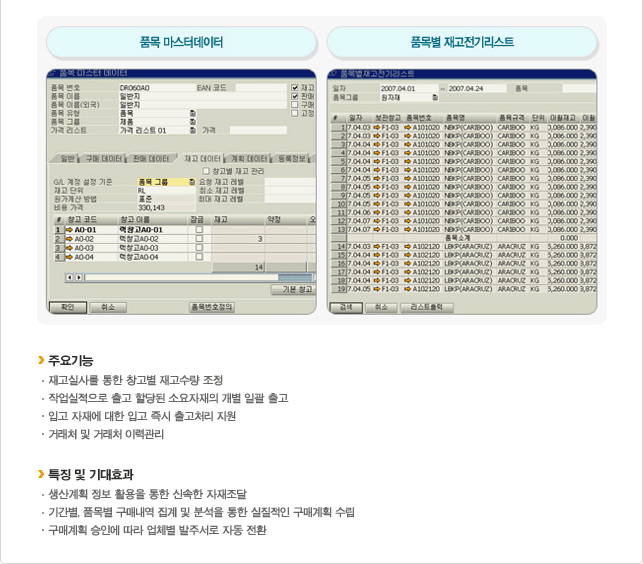 품목 마스터데이터
품목별 재고전기리스트
품목 마스터 데이터
품목 번호 DR060A0 EAN 코드 재고
품목 이름 일반지 판매
품목 이름(외국) 일반지 구매
품목 유형 품목 고정
품목 그룹 제품
가격 리스트 가격 리스트 01 가격
일반 구매 데이터 판매 데이터 재고 데이터 계획 데이터 등록정보
창고별 재고 관리
G/L 계정 설정 기준 품목 그룹 요청 재고 레벨
재고 단위 RL 최소 재고 레벨
원가계산 방법 표준 최대 재고 레벨
비용 가격 330,143
# 창고 코드 창고 이름 잠금 재고 약정 오
1 A0-01 랙창고A0-01
2 A0-02 랙창고A0-02 3
3 A0-03 랙창고A0-03
4 A0-04 랙창고A0-04
14
기본 창고
확인 취소 품목번호정의
품목별재고전기리스트
일자 2007.04.01 ~ 2007.04.24 품목
품목그룹 원자재
# 일자 보관창고 품목번호 품목명 품목규격 단위 이월재고 이월
1 7.04.03 F1-03 A101020 NBKP(CARIBOO) CARIBOO KG 0,086.000 2,390
2 7.04.03 F1-03 A101020 NBKP(CARIBOO) CARIBOO KG 0,086.000 2,390
3 7.04.03 F1-03 A101020 NBKP(CARIBOO) CARIBOO KG 0,086.000 2,390
4 7.04.04 F1-03 A101020 NBKP(CARIBOO) CARIBOO KG 0,086.000 2,390
5 7.04.04 F1-03 A101020 NBKP(CARIBOO) CARIBOO KG 0,086.000 2,390
6 7.04.04 F1-03 A101020 NBKP(CARIBOO) CARIBOO KG 0,086.000 2,390
7 7.04.04 F1-03 A101020 NBKP(CARIBOO) CARIBOO KG 0,086.000 2,390
8 7.04.05 F1-03 A101020 NBKP(CARIBOO) CARIBOO KG 0,086.000 2,390
9 7.04.05 F1-03 A101020 NBKP(CARIBOO) CARIBOO KG 0,086.000 2,390
10 7.04.05 F1-03 A101020 NBKP(CARIBOO) CARIBOO KG 0,086.000 2,390
11 7.04.06 F1-03 A101020 NBKP(CARIBOO) CARIBOO KG 0,086.000 2,390
12 7.04.07 F1-03 A101020 NBKP(CARIBOO) CARIBOO KG 0,086.000 2,390
13 7.04.06 F1-03 A101020 NBKP(CARIBOO) CARIBOO KG 0,086.000 2,390
품목소계 0.000
14 7.04.03 F1-03 A102120 LBKP(ARACRUZ) ARACRUZ KG 5,260.000 3,872
15 7.04.04 F1-03 A102120 LBKP(ARACRUZ) ARACRUZ KG 5,260.000 3,872
16 7.04.04 F1-03 A102120 LBKP(ARACRUZ) ARACRUZ KG 5,260.000 3,872
17 7.04.04 F1-03 A102120 LBKP(ARACRUZ) ARACRUZ KG 5,260.000 3,872
18 7.04.04 F1-03 A102120 LBKP(ARACRUZ) ARACRUZ KG 5,260.000 3,872
19 7.04.05 F1-03 A102120 LBKP(ARACRUZ) ARACRUZ KG 5,260.000 3,872
검색 취소 리스트출력
주요기능
· 재고실사를 통한 창고별 재고수량 조정
· 작업실적으로 출고 할당된 소요자재의 개별 일괄 출고
· 입고 자재에 대한 입고 즉시 출고처리 지원
· 거래처 및 거래처 이력관리
특징 및 기대효과
· 생산계획 정보 활용을 통한 신속한 자재조달
· 기간별, 품목별 구매내역 집계 및 분석을 통한 실질적인 구매계획 수립
· 구매계획 승인에 따라 업체별 발주서로 자동 전환